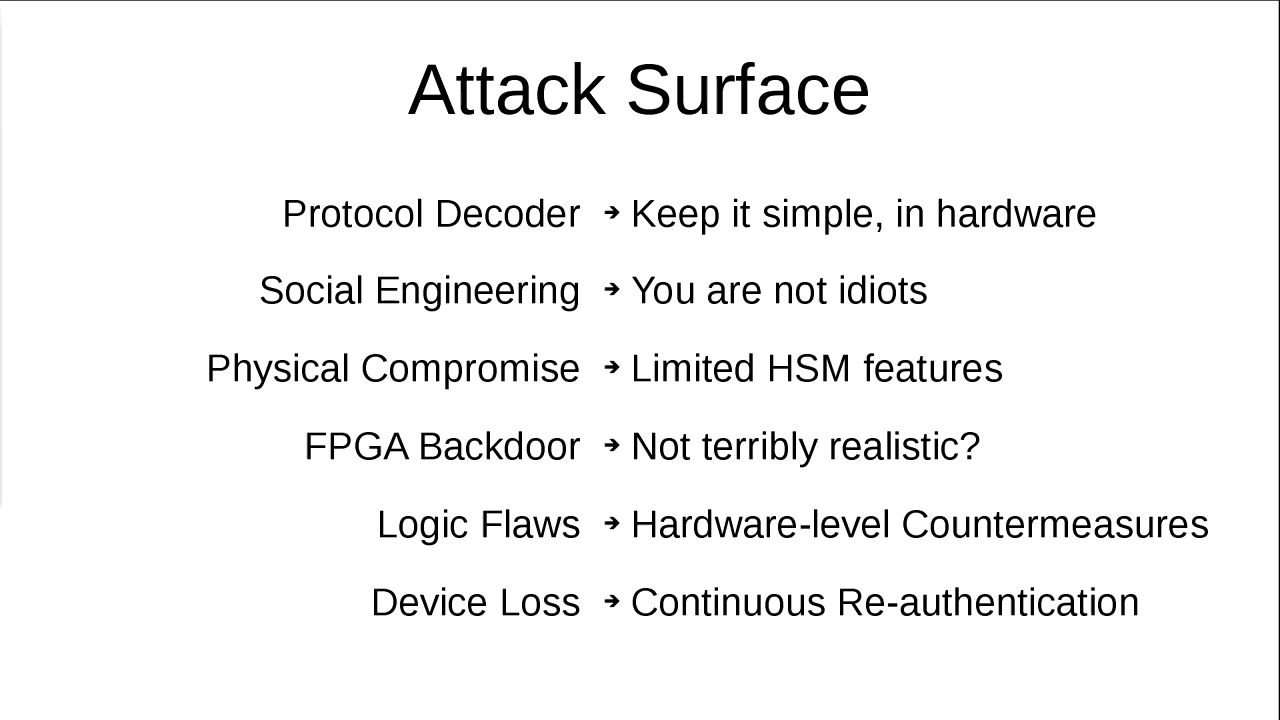 Attack Surface
Protocol Decoder ➔ Keep it simple, in hardware
Social Engineering ➔ You are not idiots
Physical Compromise ➔ Limited HSM features
FPGA Backdoor ➔ Not terribly realistic?
Logic Flaws ➔ Hardware-level Countermeasures
Device Loss ➔ Continuous Re-authentication